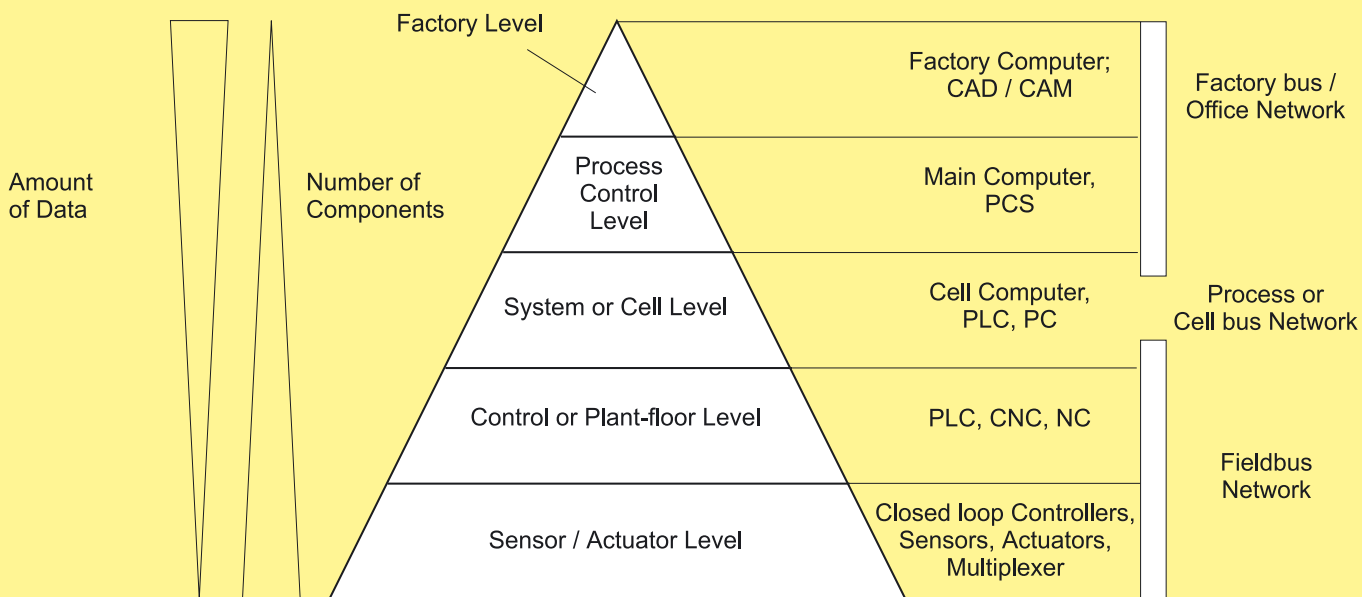 Factory Level
Factory Computer;
CAD / CAM
Factory bus /
Office Network
Amount
of Data
Number of
Components
Process
Control
Level
Main Computer,
PCS
System or Cell Level
Cell Computer,
PLC, PC
Process or
Cell bus Network
Control or Plant-floor Level
PLC, CNC, NC
Fieldbus
Network
Sensor / Actuator Level
Closed loop Controllers,
Sensors, Actuators,
Multiplexer